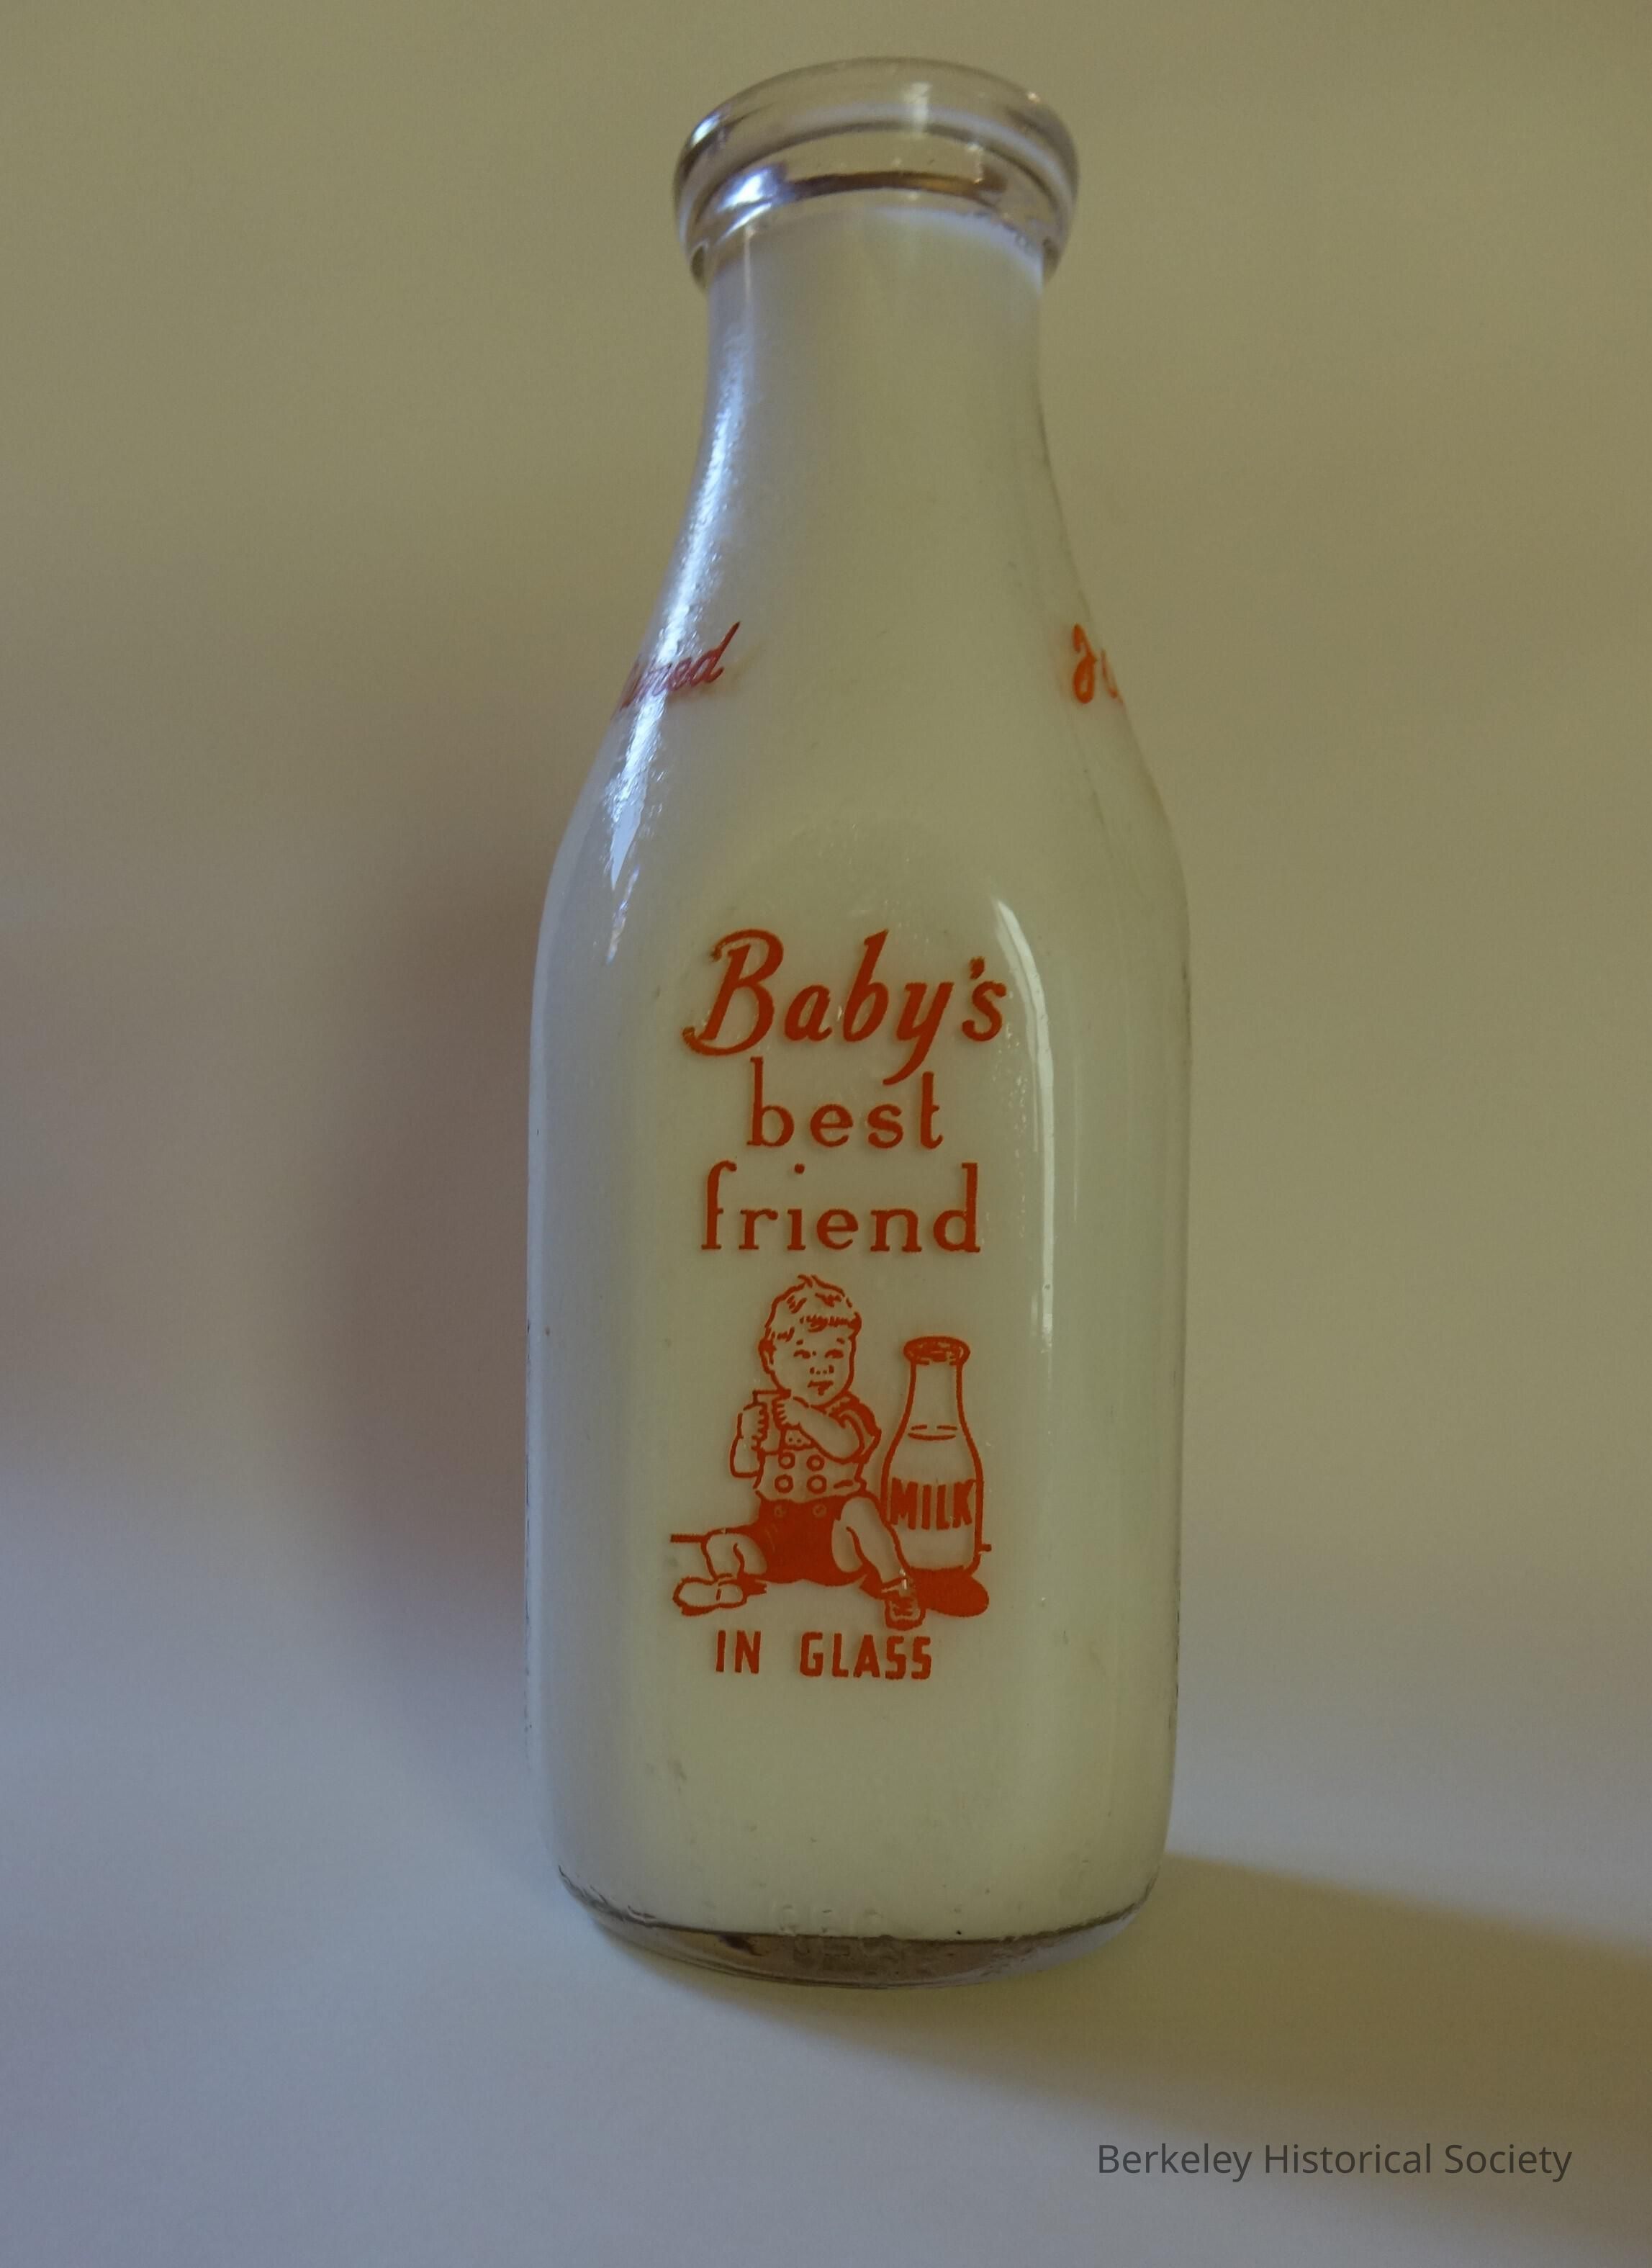 Baby's
best
friend
MILK
IN GLASS
Berkeley Historical Society